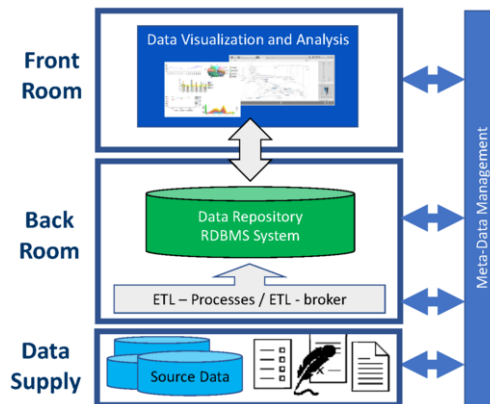 Front
Room
Data Visualization and Analysis
Back
Room
Data Repository
RDBMS System
ETL – Processes / ETL - broker
Data
Supply
Source Data
Meta-Data Management